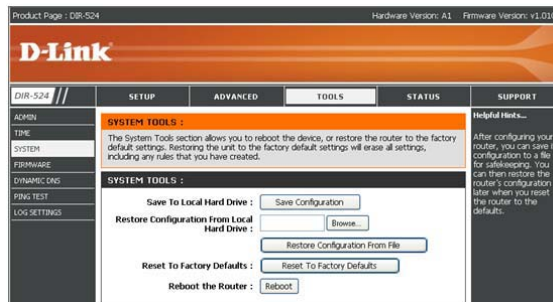 Product Page : DIR-524
Hardware Version: A1 Firmware Version: v1.01
D-Link
DIR-524 // SETUP ADVANCED TOOLS STATUS SUPPORT
ADMIN
TIME
SYSTEM
FIRMWARE
DYNAMIC DNS
PING TEST
LOG SETTINGS
SYSTEM TOOLS :
The System Tools section allows you to reboot the device, or restore the router to the factory
default settings. Restoring the unit to the factory default settings will erase all settings,
including any rules that you have created.
SYSTEM TOOLS :
Save To Local Hard Drive : Save Configuration
Restore Configuration From Local
Hard Drive : Browse...
Restore Configuration From File
Reset To Factory Defaults : Reset To Factory Defaults
Reboot the Router : Reboot
Helpful Hints...
After configuring your
router, you can save
configuration to a file
for safekeeping. You
can then restore the
router's configuration
later when you reset
the router to the
defaults.